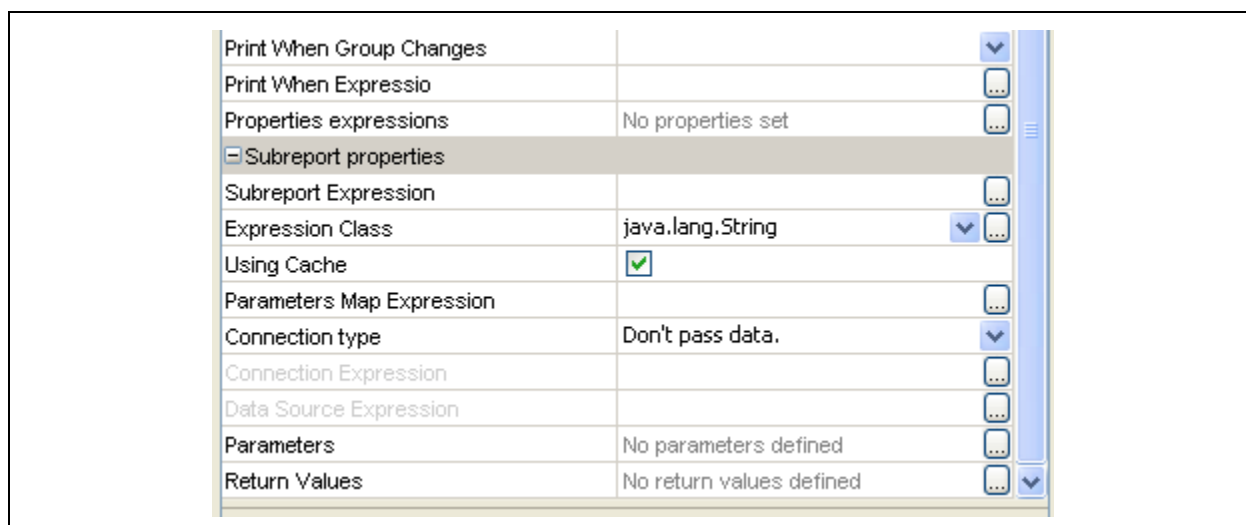 Print When Group Changes
Print When Expressio
Properties expressions No properties set
Subreport properties
Subreport Expression
Expression Class java.lang.String
Using Cache
Parameters Map Expression
Connection type Don't pass data.
Connection Expression
Data Source Expression
Parameters No parameters defined
Return Values No return values defined